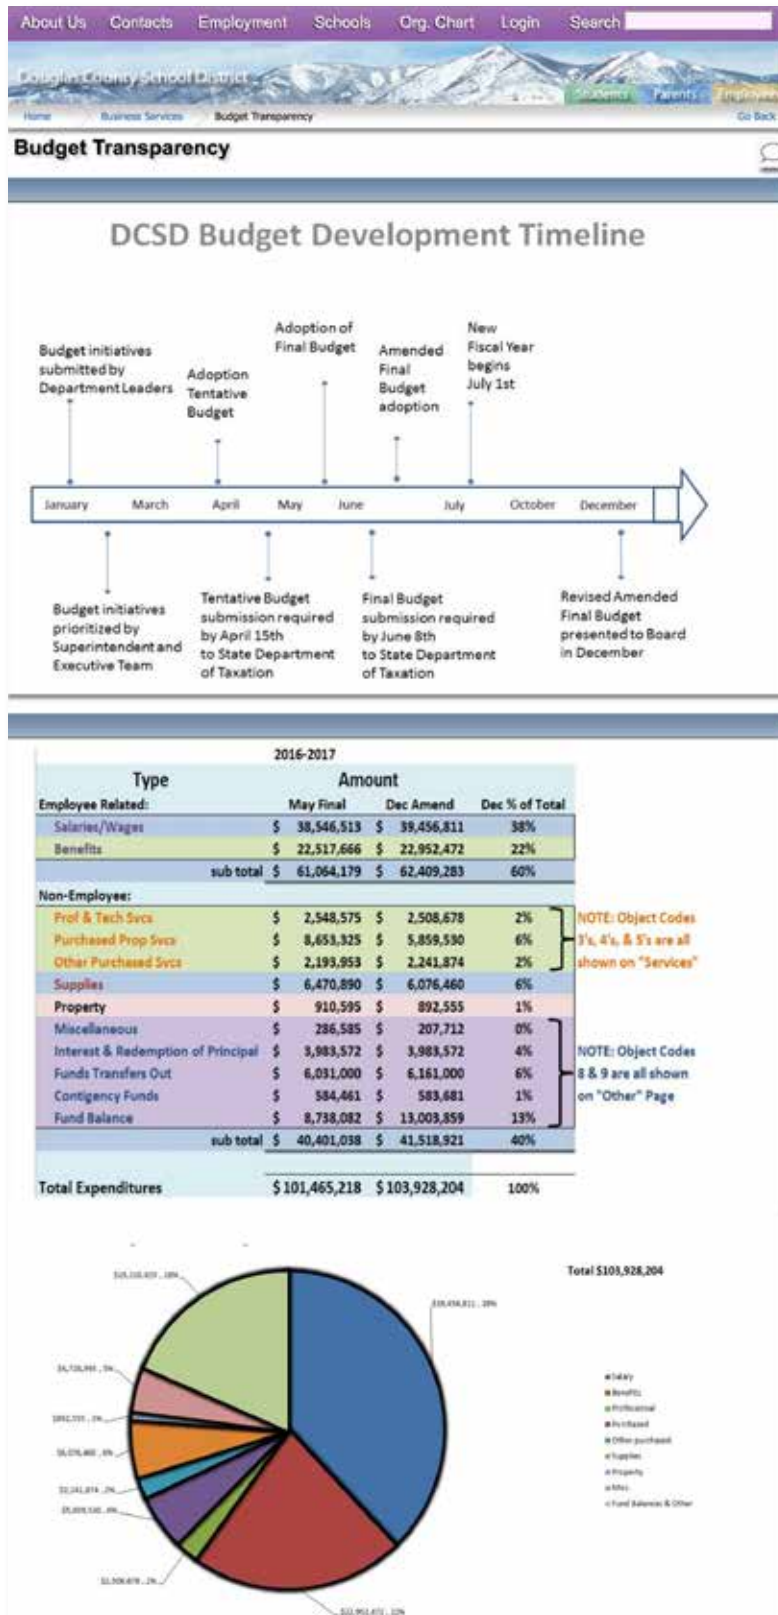 About Us Contacts Employment Schools Org. Chart Login Search
Douglas County School District
Students Parents
Home Business Services Budget Transparency Go Back
Budget Transparency
DCSD Budget Development Timeline
Budget initiatives
submitted by
Department Leaders
Adoption
Tentative
Budget
Adoption of
Final Budget
Amended
Final
Budget
adoption
New
Fiscal Year
begins
July 1st
January March April May June July October December
Budget initiatives
prioritized by
Superintendent and
Executive Team
Tentative Budget
submission required
by April 15th
to State Department
of Taxation
Final Budget
submission required
by June 8th
to State Department
of Taxation
Revised Amended
Final Budget
presented to Board
in December
2016-2017
Type Amount
Employee Related: May Final Dec Amend Dec % of Total
Salaries/Wages $ 38,546,513 $ 39,456,811 38%
Benefits $ 22,517,666 $ 22,952,472 22%
sub total $ 61,064,179 $ 62,409,283 60%
Non-Employee:
Prof & Tech Svcs $ 2,548,575 $ 2,508,678 2% NOTE: Object Codes
Purchased Prop Svcs $ 8,653,325 $ 5,859,530 6% 3's, 4's, & 5's are all
Other Purchased Svcs $ 2,193,953 $ 2,241,874 2% shown on "Services"
Supplies $ 6,470,890 $ 6,076,460 6%
Property $ 910,595 $ 892,555 1%
Miscellaneous $ 286,585 $ 207,712 0%
Interest & Redemption of Principal $ 3,983,572 $ 3,983,572 4% NOTE: Object Codes
Funds Transfers Out $ 6,031,000 $ 6,161,000 6% 8 & 9 are all shown
Contigency Funds $ 584,461 $ 583,681 1% on "Other" Page
Fund Balance $ 8,738,082 $ 13,003,859 13%
sub total $ 40,401,038 $ 41,518,921 40%
Total Expenditures $ 101,465,218 $ 103,928,204 100%
Total $103,928,204
Salary
Benefits
Professional
Purchased
Other purchased
Supplies
Property
Misc.
Fund Balances & Other